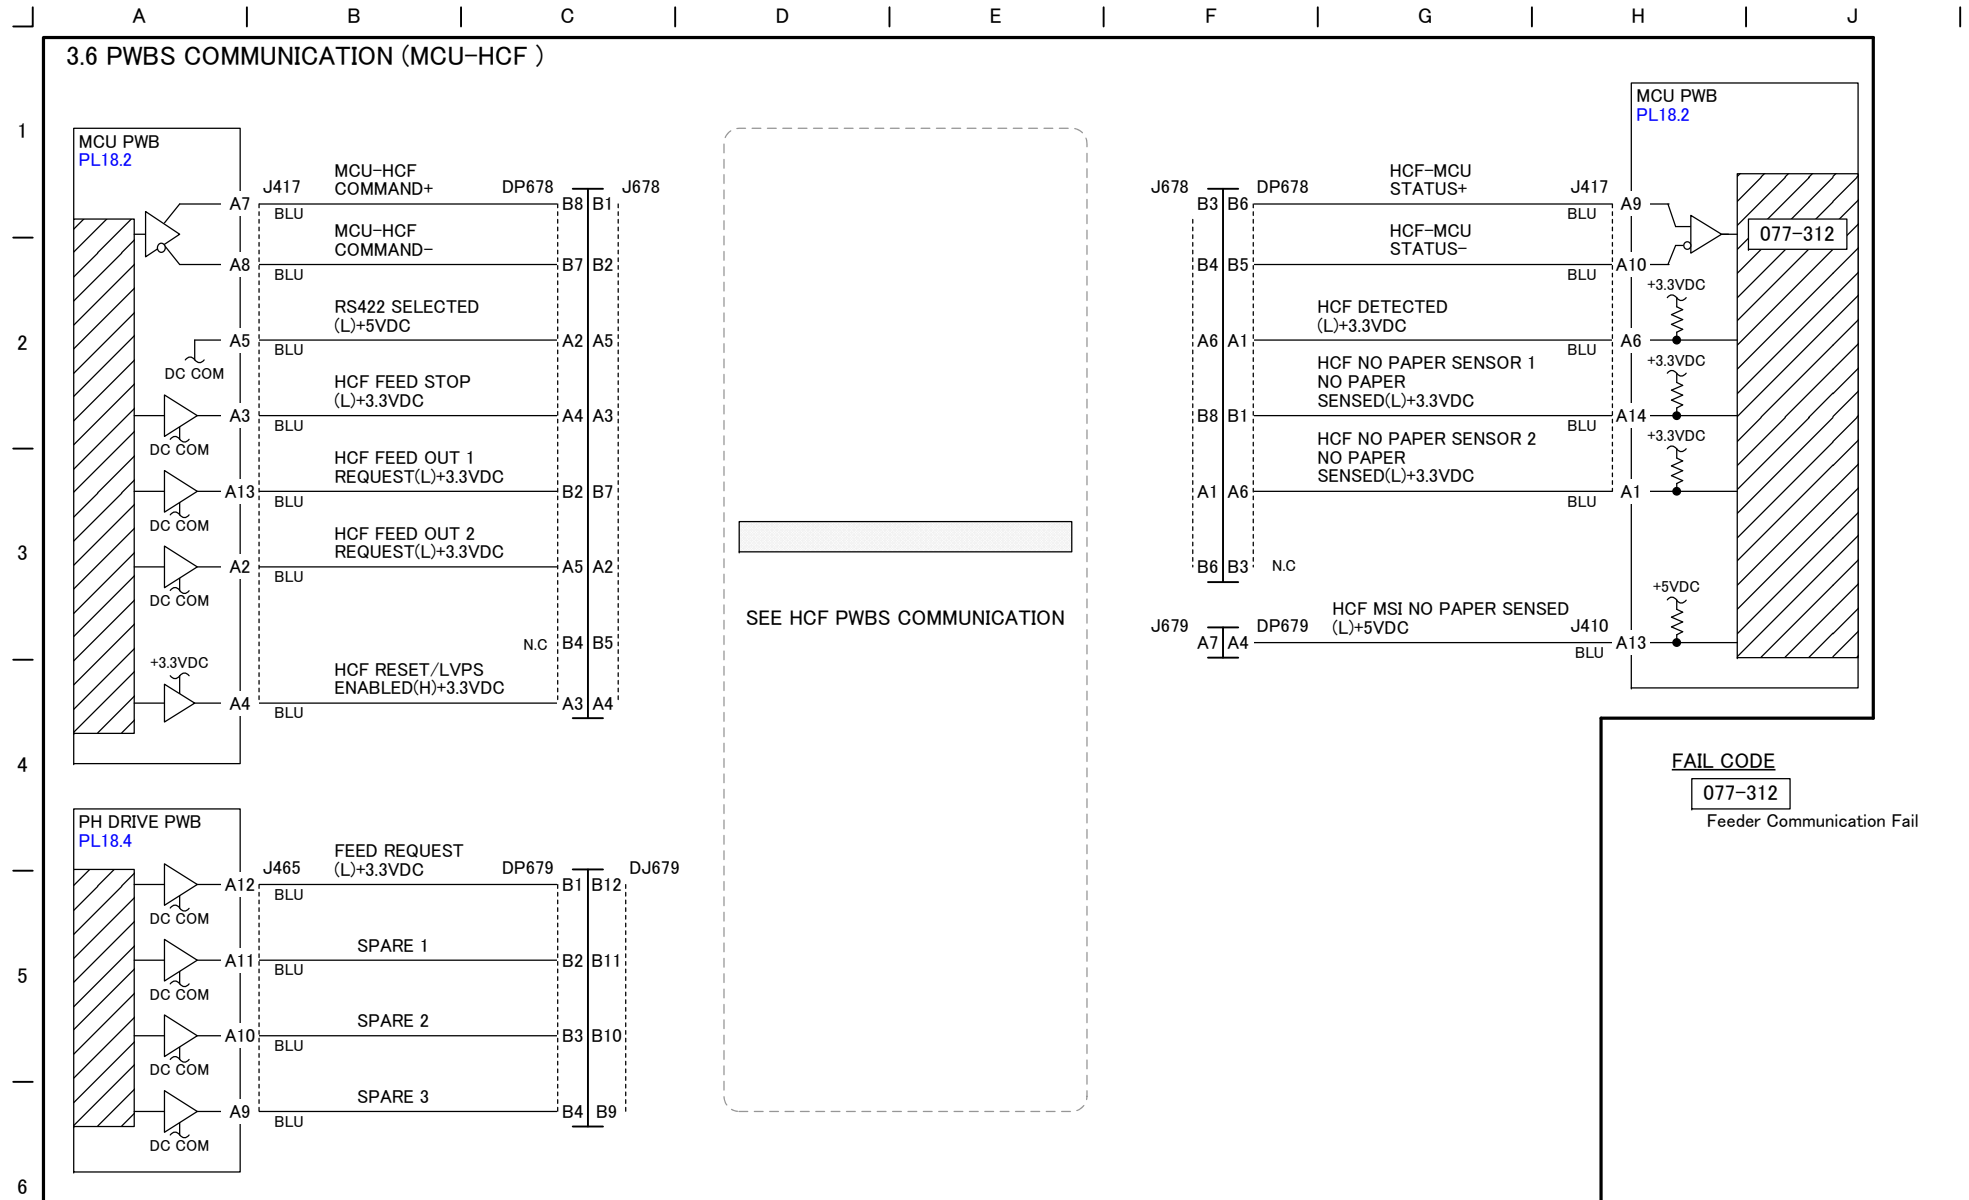 A B C D E F G H J
3.6 PWBS COMMUNICATION (MCU-HCF )
1
2
3
4
5
6
MCU PWB
PL18.2
J417
MCU-HCF
COMMAND+
DP678
J678
A7
BLU
B8 B1
MCU-HCF
COMMAND-
A8
BLU
B7 B2
RS422 SELECTED
(L)+5VDC
A5
BLU
A2 A5
DC COM
HCF FEED STOP
(L)+3.3VDC
A3
BLU
A4 A3
DC COM
HCF FEED OUT 1
REQUEST(L)+3.3VDC
A13
BLU
B2 B7
DC COM
HCF FEED OUT 2
REQUEST(L)+3.3VDC
A2
BLU
A5 A2
DC COM
N.C B4 B5
+3.3VDC
HCF RESET/LVPS
ENABLED(H)+3.3VDC
A4
BLU
A3 A4
PH DRIVE PWB
PL18.4
J465
FEED REQUEST
(L)+3.3VDC
DP679
DJ679
A12
BLU
B1 B12
DC COM
SPARE 1
A11
BLU
B2 B11
DC COM
SPARE 2
A10
BLU
B3 B10
DC COM
SPARE 3
A9
BLU
B4 B9
DC COM
SEE HCF PWBS COMMUNICATION
MCU PWB
PL18.2
J678
DP678
HCF-MCU
STATUS+
J417
B3 B6
BLU
A9
077-312
HCF-MCU
STATUS-
B4 B5
BLU
A10
+3.3VDC
HCF DETECTED
(L)+3.3VDC
A6 A1
BLU
A6
+3.3VDC
HCF NO PAPER SENSOR 1
NO PAPER
SENSED(L)+3.3VDC
B8 B1
BLU
A14
+3.3VDC
HCF NO PAPER SENSOR 2
NO PAPER
SENSED(L)+3.3VDC
A1 A6
BLU
A1
B6 B3 N.C
+5VDC
J679
DP679
HCF MSI NO PAPER SENSED
(L)+5VDC
J410
A7 A4
BLU
A13
FAIL CODE
077-312
Feeder Communication Fail